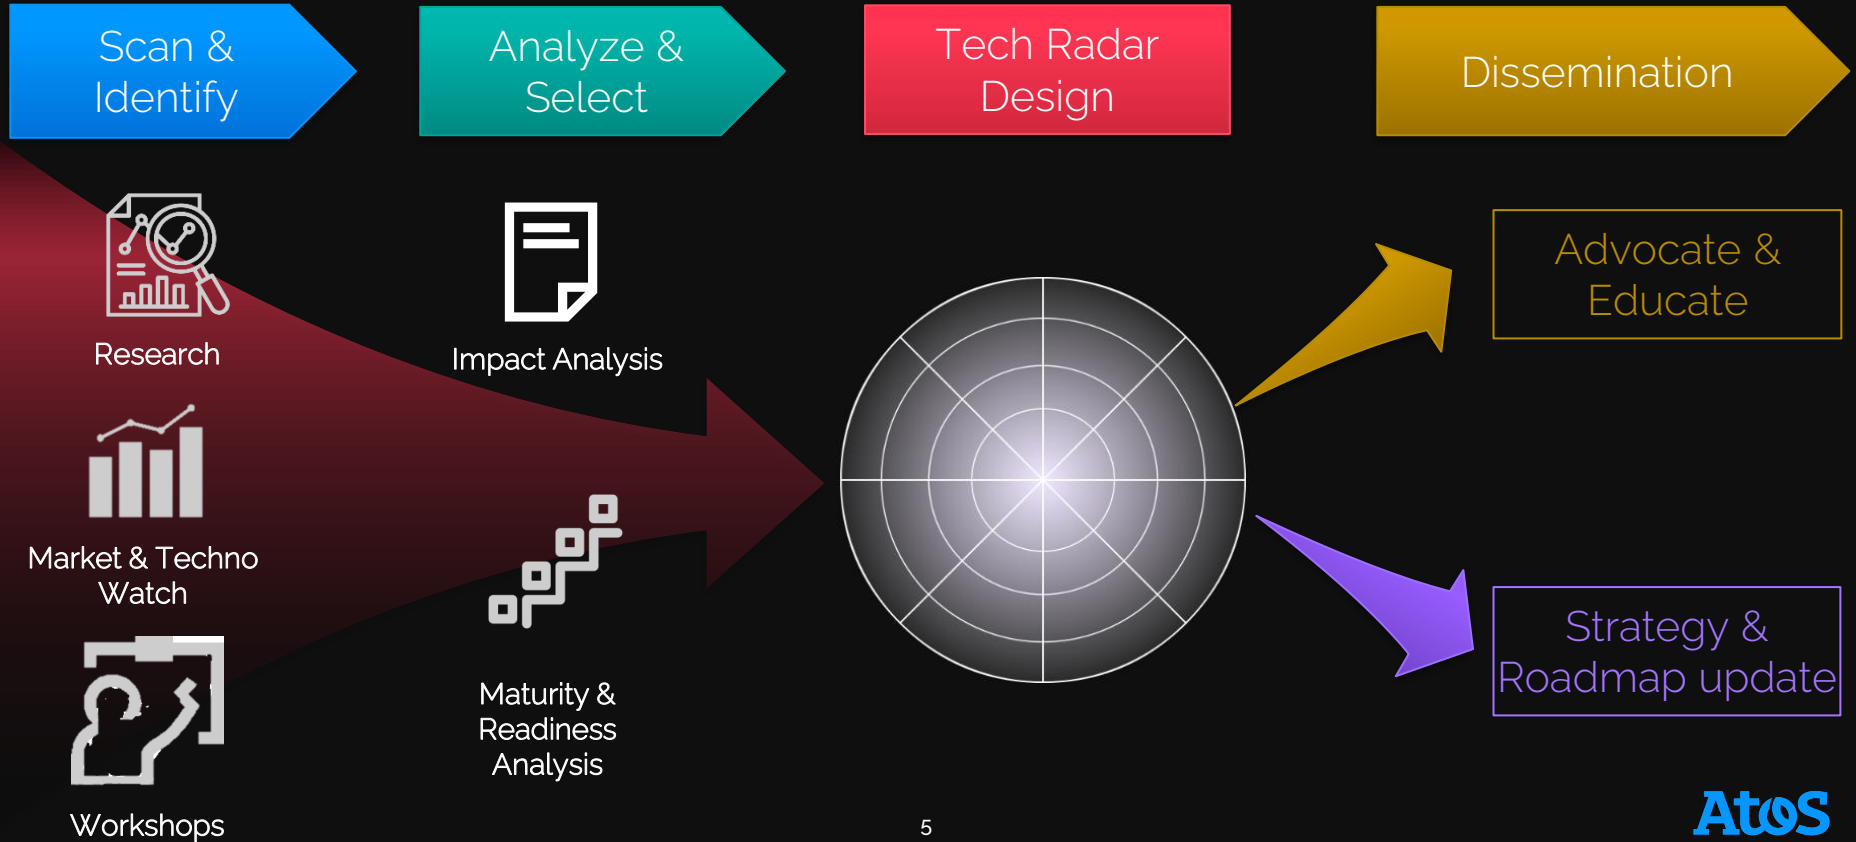 Scan &
Identify
Analyze &
Select
Tech Radar
Design
Dissemination
Research
Market & Techno
Watch
Workshops
Impact Analysis
Maturity &
Readiness
Analysis
Advocate &
Educate
Strategy &
Roadmap update
5
Atos